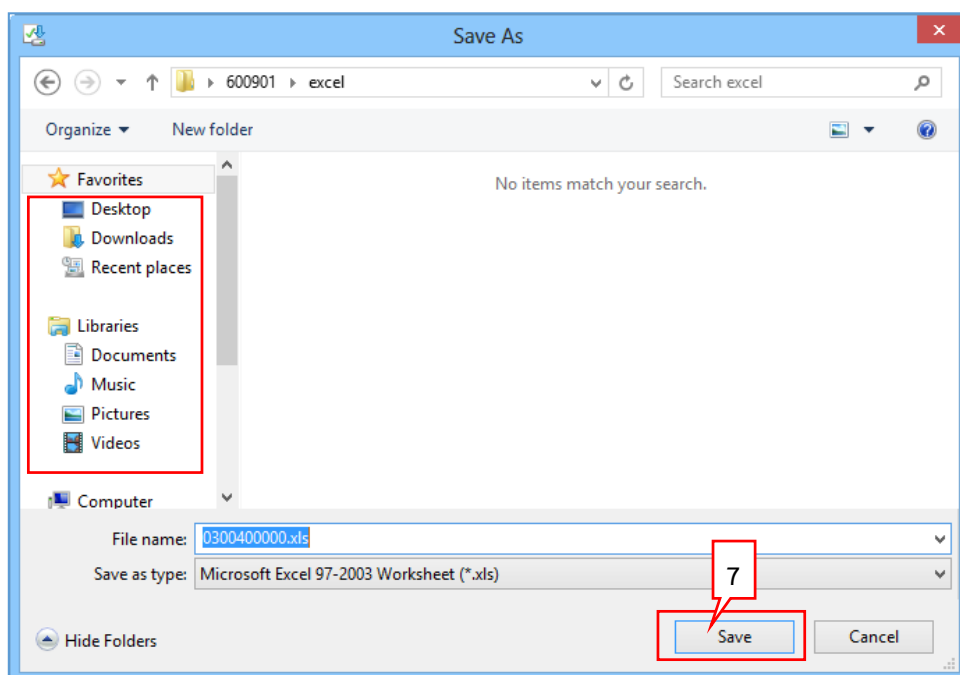 Save As
600901 excel
Search excel
Organize
New folder
Favorites
Desktop
Downloads
Recent places
Libraries
Documents
Music
Pictures
Videos
Computer
No items match your search.
File name: 0300400000.xls
Save as type: Microsoft Excel 97-2003 Worksheet (*.xls)
7
Hide Folders
Save
Cancel